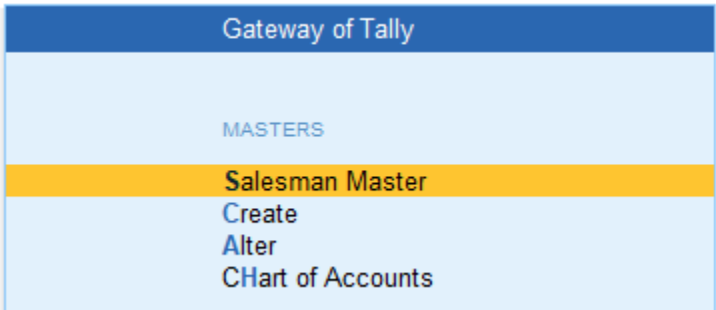 Gateway of Tally
MASTERS
Salesman Master
Create
Alter
CHart of Accounts